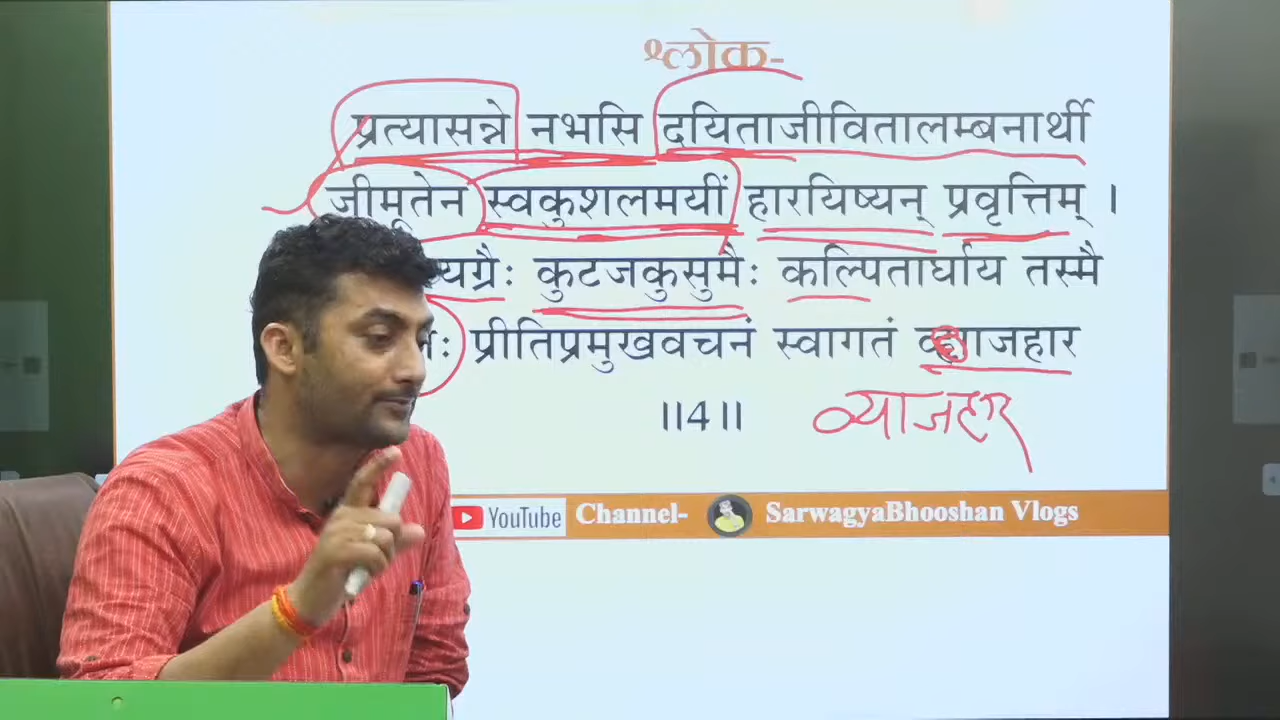 श्लोक-
प्रत्यासन्ने नभसि दयिताजीवितालम्बनार्थी
जीमूतेन स्वकुशलमयीं हारयिष्यन् प्रवृत्तिम् ।
कुटजकुसुमैः कल्पितार्घाय तस्मै
प्रीतिप्रमुखवचनं स्वागतं
॥4॥ व्याजहार
YouTube Channel- SarwagyaBhooshan Vlogs